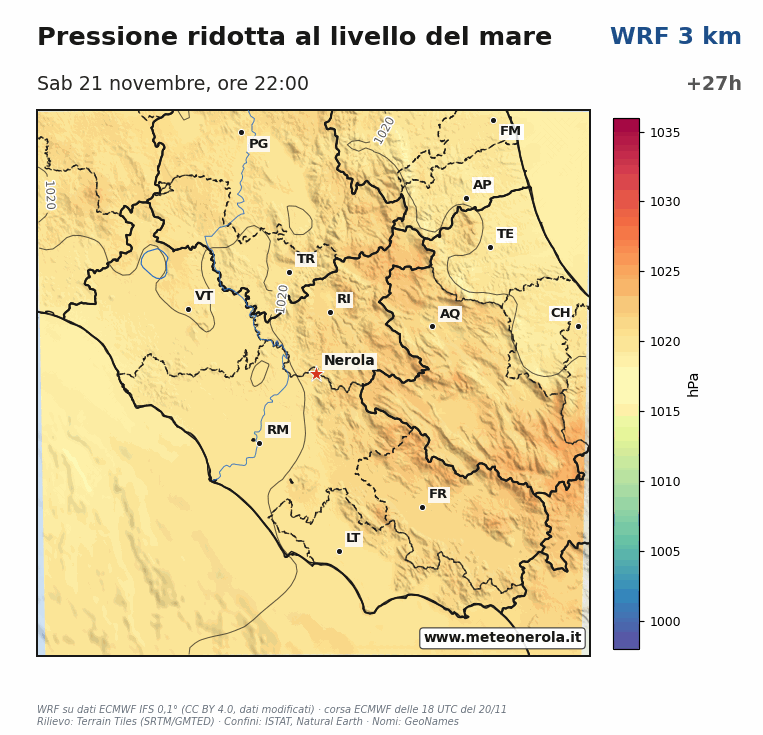 Pressione ridotta al livello del mare
WRF 3 km
Sab 21 novembre, ore 22:00
+27h
1020
FM
PG
1020
AP
TE
TR
1020
VT
RI
AQ
CH
Nerola
RM
FR
LT
www.meteonerola.it
1035
1030
1025
1020
1015
1010
1005
1000
hPa
WRF su dati ECMWF IFS 0,1° (CC BY 4.0, dati modificati) · corsa ECMWF delle 18 UTC del 20/11
Rilievo: Terrain Tiles (SRTM/GMTED) · Confini: ISTAT, Natural Earth · Nomi: GeoNames